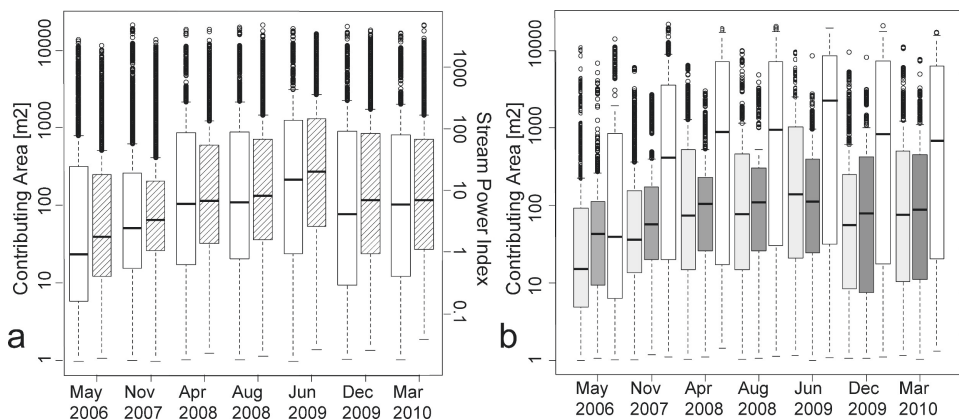 Contributing Area [m2]
10000
1000
100
10
1
Stream Power Index
1000
100
10
1
0,1
a
May
2006
Nov
2007
Apr
2008
Aug
2008
Jun
2009
Dec
2009
Mar
2010
Contributing Area [m2]
10000
1000
100
10
1
b
May
2006
Nov
2007
Apr
2008
Aug
2008
Jun
2009
Dec
2009
Mar
2010